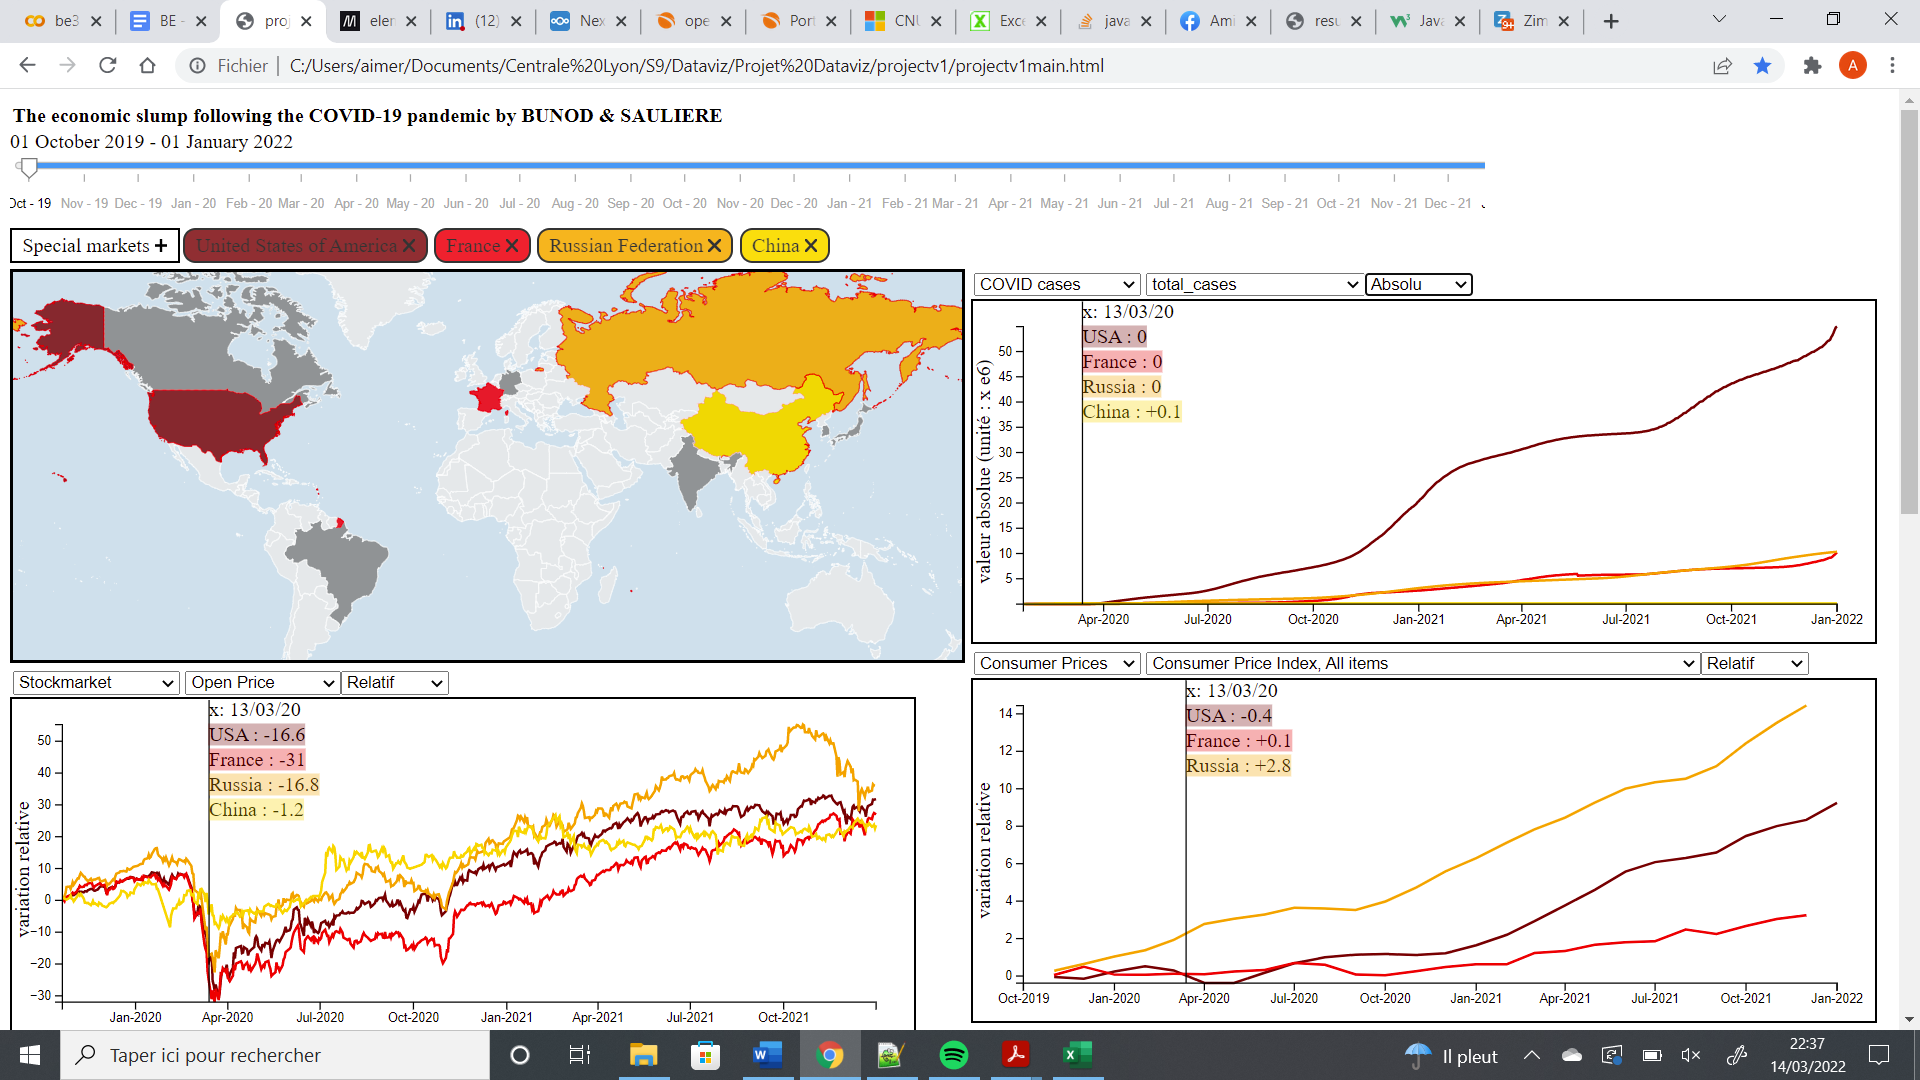 be3
BE -
proj
eler
(12)
Nex
ope
Port
CNU
Exce
java
Ami
resu
Java
Zim
Fichier
C:/Users/aimer/Documents/Centrale%20Lyon/S9/Dataviz/Projet%20Dataviz/projectv1/projectv1main.html
A
The economic slump following the COVID-19 pandemic by BUNOD & SAULIERE
01 October 2019 - 01 January 2022
Oct - 19 Nov - 19 Dec - 19 Jan - 20 Feb - 20 Mar - 20 Apr - 20 May - 20 Jun - 20 Jul - 20 Aug - 20 Sep - 20 Oct - 20 Nov - 20 Dec - 20 Jan - 21 Feb - 21 Mar - 21 Apr - 21 May - 21 Jun - 21 Jul - 21 Aug - 21 Sep - 21 Oct - 21 Nov - 21 Dec - 21
Special markets + United States of America × France × Russian Federation × China ×
COVID cases total_cases Absolu
x: 13/03/20
USA : 0
France : 0
Russia : 0
China : +0.1
valeur absolue (unité : x e6)
50
45
40
35
30
25
20
15
10
5
Apr-2020 Jul-2020 Oct-2020 Jan-2021 Apr-2021 Jul-2021 Oct-2021 Jan-2022
Stockmarket Open Price Relatif
x: 13/03/20
USA : -16.6
France : -31
Russia : -16.8
China : -1.2
variation relative
50
40
30
20
10
0
−10
−20
−30
Jan-2020 Apr-2020 Jul-2020 Oct-2020 Jan-2021 Apr-2021 Jul-2021 Oct-2021
Consumer Prices Consumer Price Index, All items Relatif
x: 13/03/20
USA : -0.4
France : +0.1
Russia : +2.8
variation relative
14
12
10
8
6
4
2
0
Oct-2019 Jan-2020 Apr-2020 Jul-2020 Oct-2020 Jan-2021 Apr-2021 Jul-2021 Oct-2021 Jan-2022
Taper ici pour rechercher
Il pleut
22:37
14/03/2022